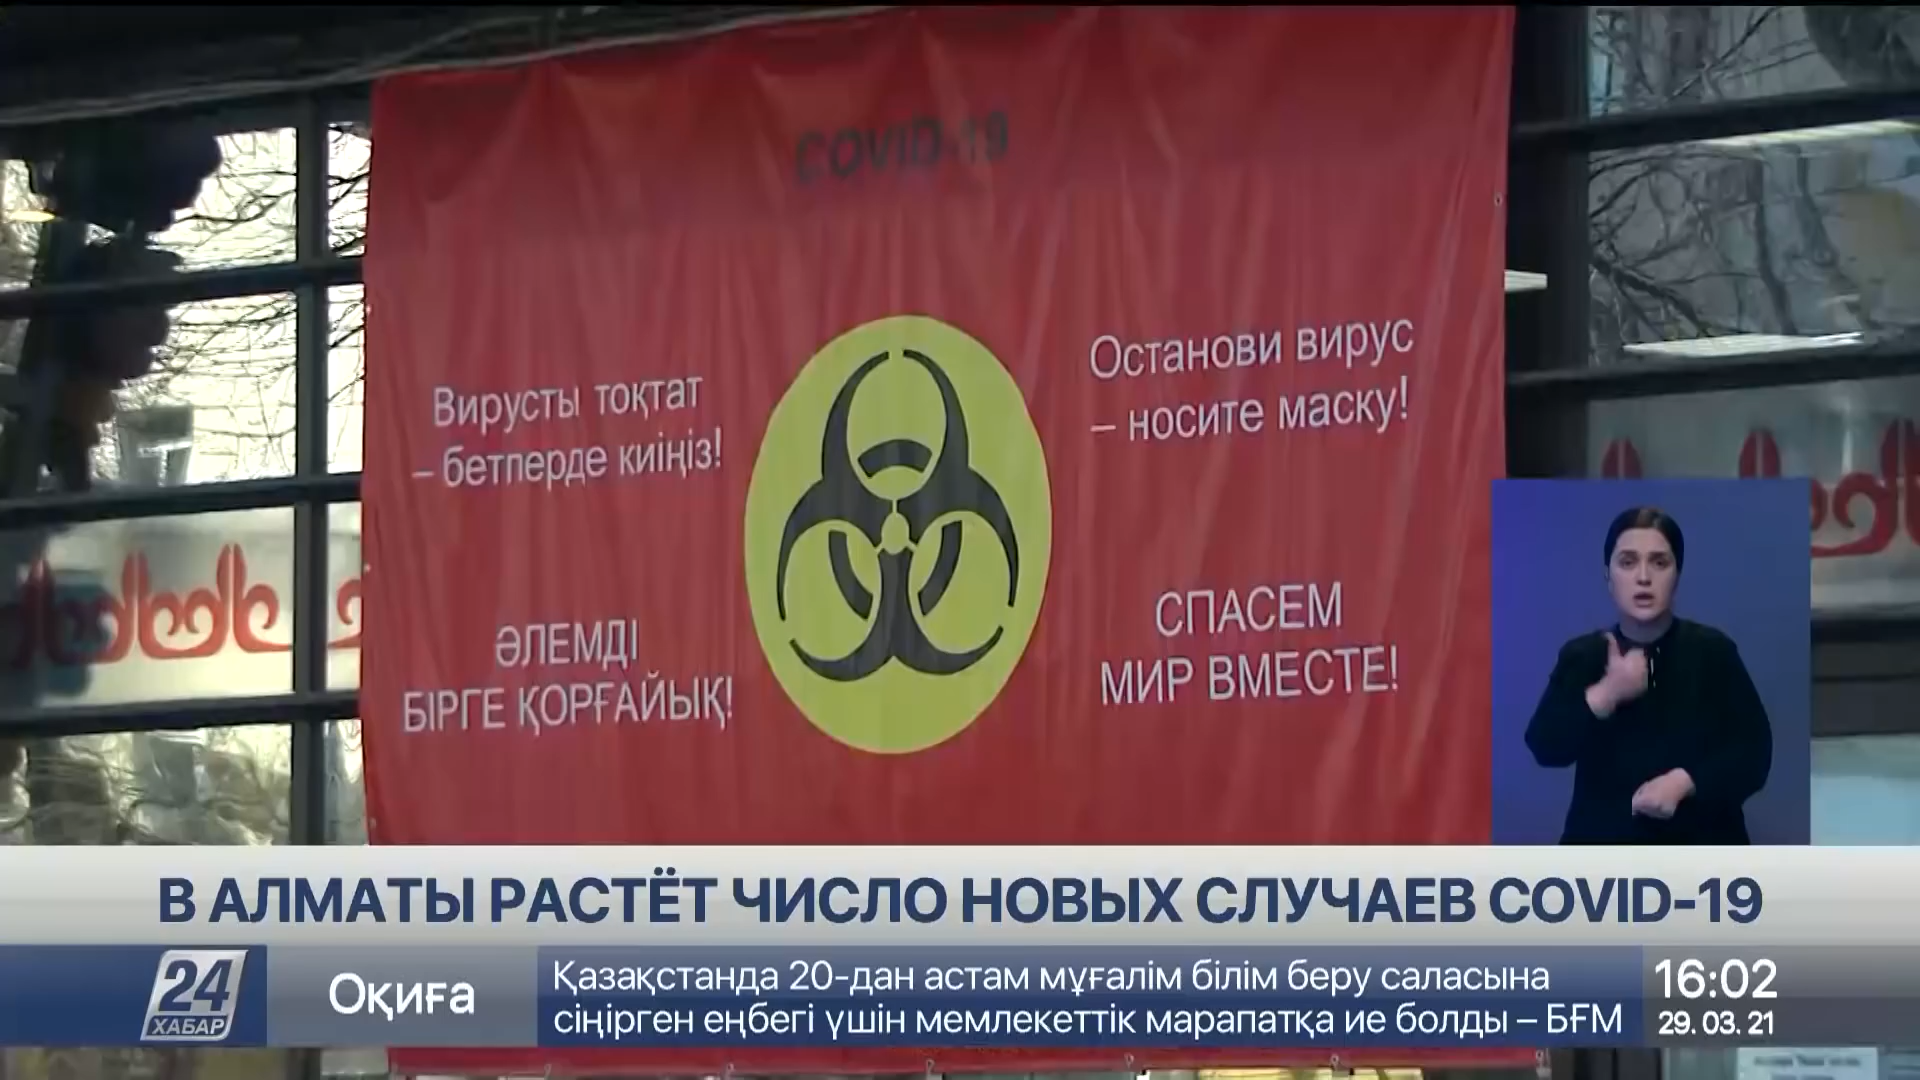 COVID-19
Вирусты тоқтат
– бетперде киіңіз!
Останови вирус
– носите маску!
ӘЛЕМДІ
БІРГЕ ҚОРҒАЙЫҚ!
СПАСЕМ
МИР ВМЕСТЕ!
В АЛМАТЫ РАСТЁТ ЧИСЛО НОВЫХ СЛУЧАЕВ COVID-19
24
ХАБАР
Оқиға
Қазақстанда 20-дан астам мұғалім білім беру саласына
сіңірген еңбегі үшін мемлекеттік марапатқа ие болды – БҒМ
16:02
29. 03. 21